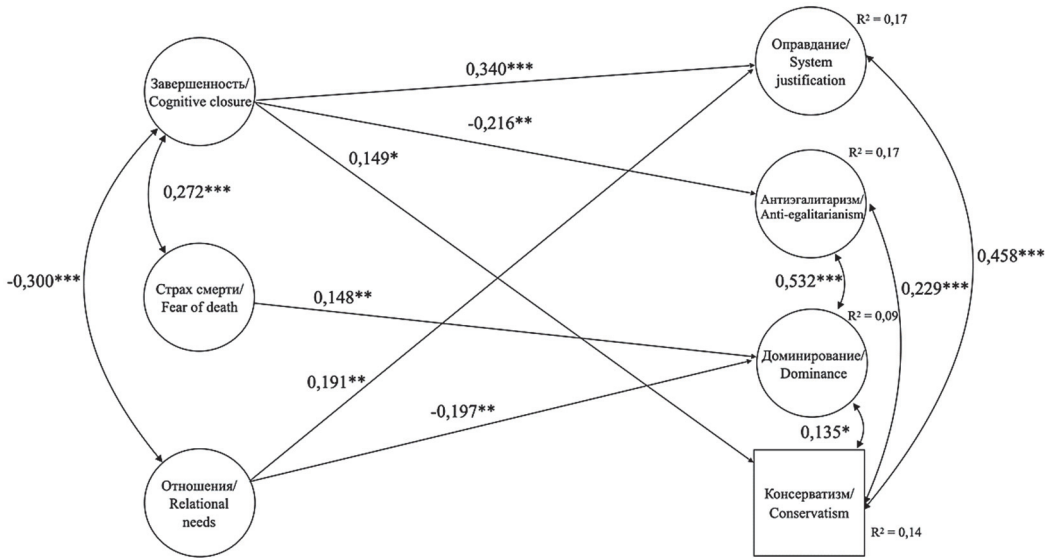 R² = 0,17
Оправдание/
System
justification
Завершенность/
Cognitive closure
0,340***
-0,216**
0,149*
R² = 0,17
0,272***
Антиэгалитаризм/
Anti-egalitarianism
0,458***
-0,300***
Страх смерти/
Fear of death
0,148**
0,532***
0,229***
R² = 0,09
Доминирование/
Dominance
0,191**
-0,197**
0,135*
Отношения/
Relational
needs
Консерватизм/
Conservatism
R² = 0,14